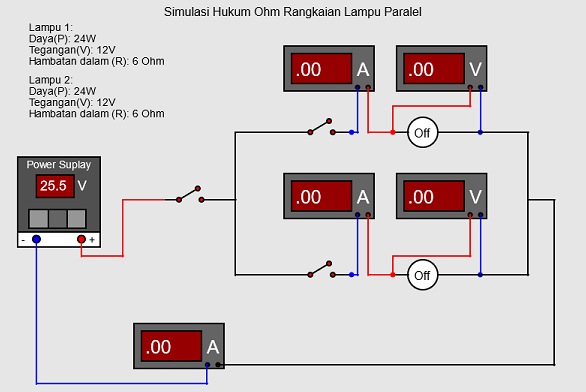 Simulasi Hukum Ohm Rangkaian Lampu Paralel
Lampu 1:
Daya(P): 24W
Tegangan(V): 12V
Hambatan dalam (R): 6 Ohm
Lampu 2:
Daya(P): 24W
Tegangan(V): 12V
Hambatan dalam (R): 6 Ohm
.00 A
.00 V
Off
Power Suplay
25.5 V
- +
.00 A
.00 V
Off
.00 A